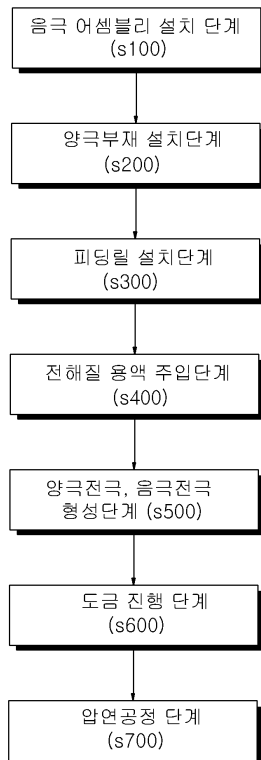 음극 어셈블리 설치 단계
(s100)
양극부재 설치단계
(s200)
피딩릴 설치단계
(s300)
전해질 용액 주입단계
(s400)
양극전극, 음극전극
형성단계 (s500)
도금 진행 단계
(s600)
압연공정 단계
(s700)